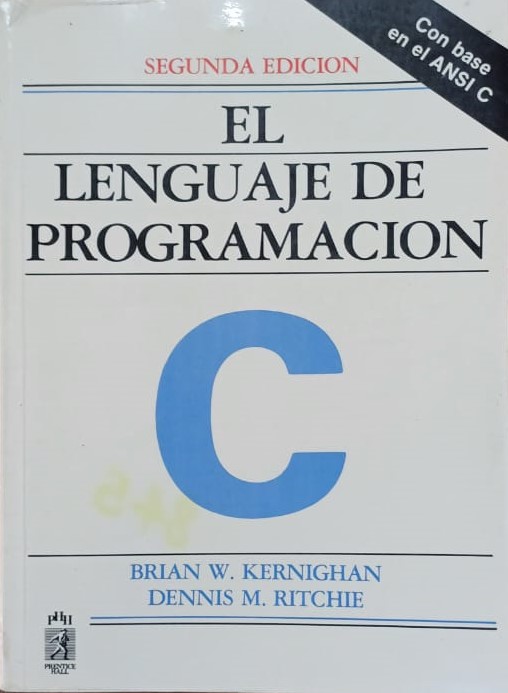 Con base
en el ANSI C
SEGUNDA EDICION
EL
LENGUAJE DE
PROGRAMACION
C
BRIAN W. KERNIGHAN
DENNIS M. RITCHIE
PHH
PRENTICE
HALL